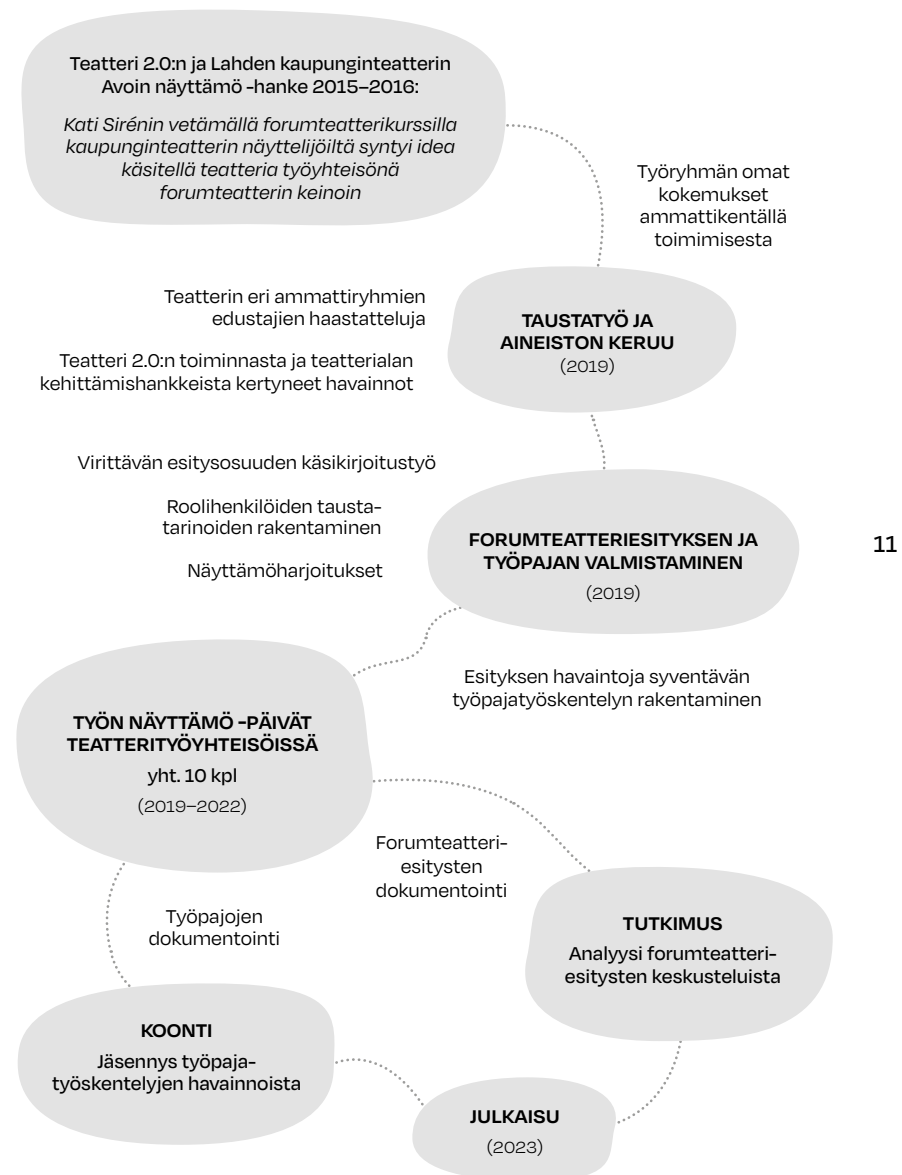 Teatteri 2.0:n ja Lahden kaupunginteatterin
Avoin näyttämö -hanke 2015–2016:
Kati Sirénin vetämällä forumteatterikurssilla
kaupunginteatterin näyttelijöiltä syntyi idea
käsitellä teatteria työyhteisönä
forumteatterin keinoin
Työryhmän omat
kokemukset
ammattikentällä
toimimisesta
Teatterin eri ammattiryhmien
edustajien haastatteluja
Teatteri 2.0:n toiminnasta ja teatterialan
kehittämishankkeista kertyneet havainnot
TAUSTATYÖ JA
AINEISTON KERUU
(2019)
Virittävän esitysosuuden käsikirjoitustyö
Roolihenkilöiden tausta-
tarinoiden rakentaminen
Näyttämöharjoitukset
FORUMTEATTERIESITYKSEN JA
TYÖPAJAN VALMISTAMINEN
(2019)
11
Esityksen havaintoja syventävän
työpajatyöskentelyn rakentaminen
TYÖN NÄYTTÄMÖ -PÄIVÄT
TEATTERITYÖYHTEISÖISSÄ
yht. 10 kpl
(2019–2022)
Forumteatteri-
esitysten
dokumentointi
Työpajojen
dokumentointi
TUTKIMUS
Analyysi forumteatteri-
esitysten keskusteluista
KOONTI
Jäsennys työpaja-
työskentelyjen havainnoista
JULKAISU
(2023)